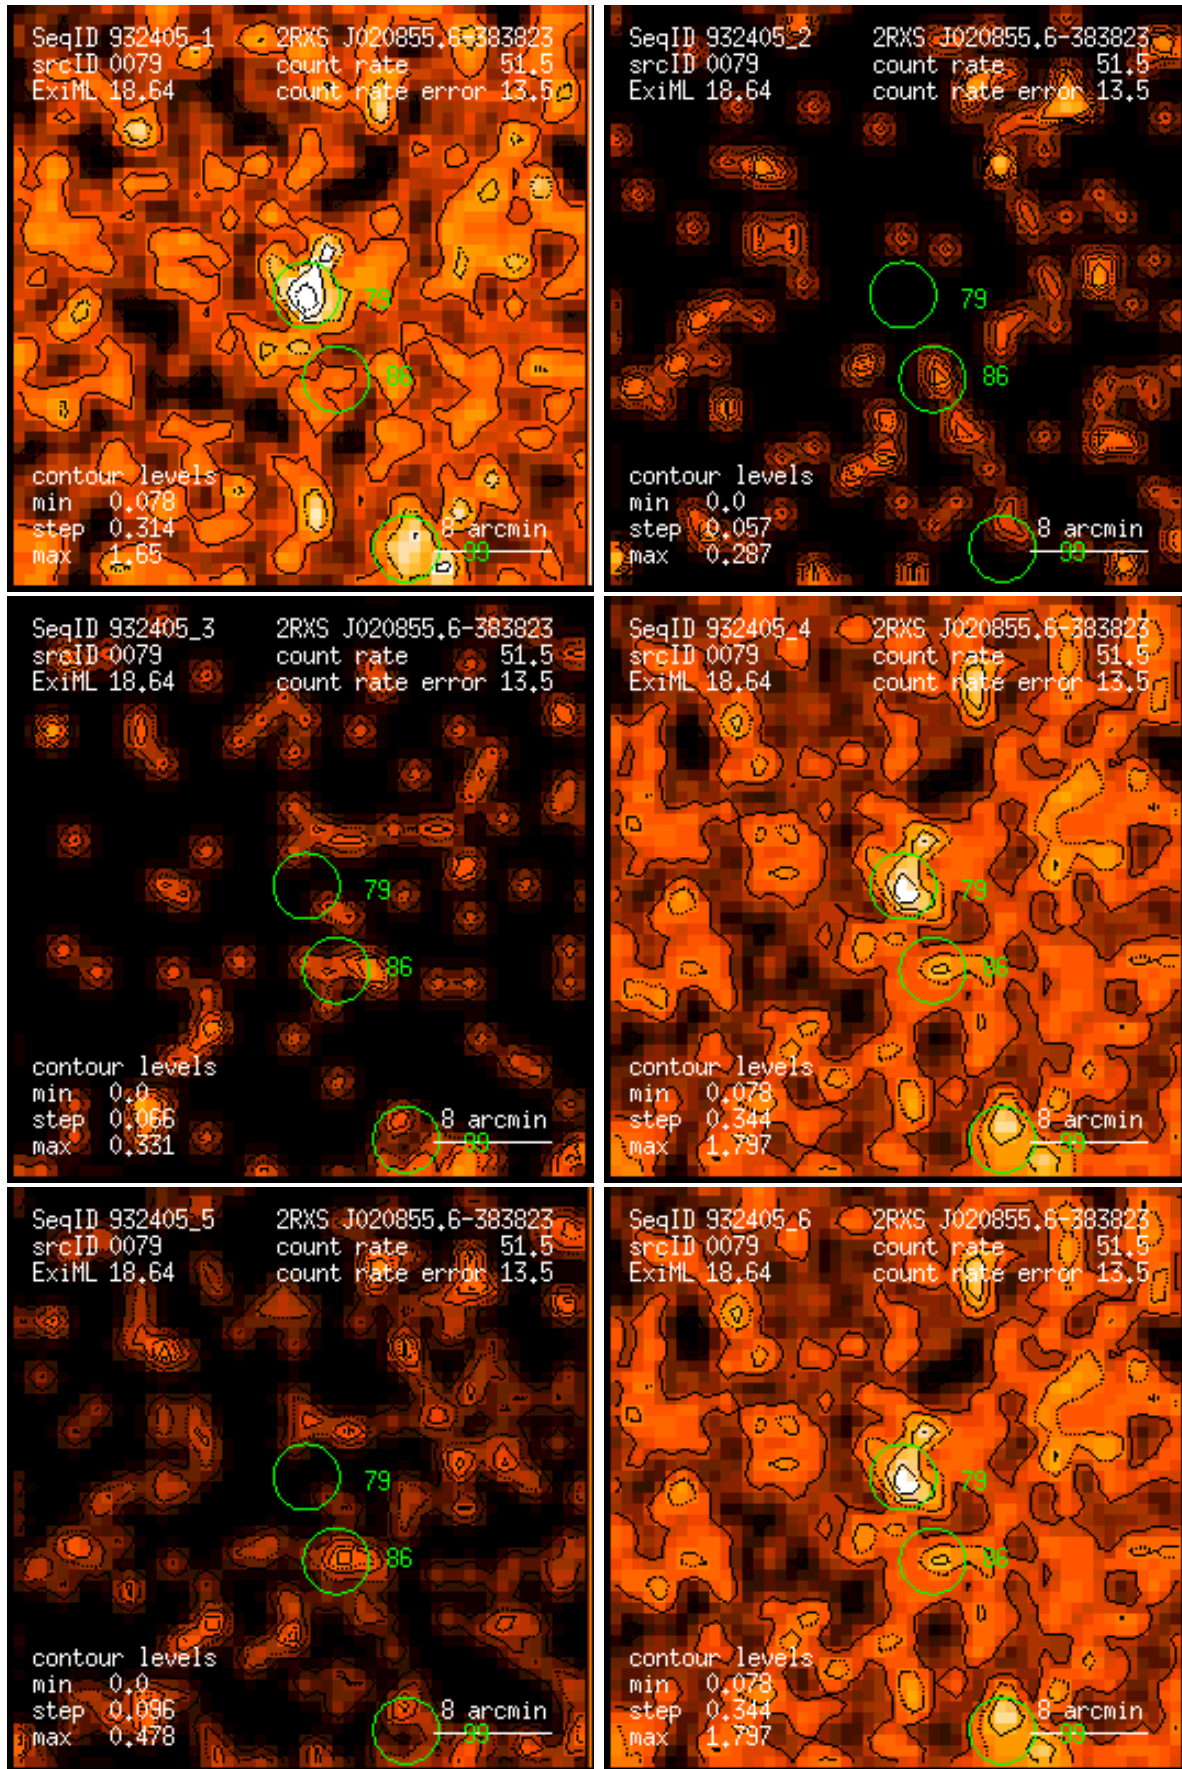 SeqID 932405_1 2RXS J020855.6-383823
srcID 0079 count rate 51.5
ExiML 18.64 count rate error 13.5
79
86
contour levels
min 0.078
step 0.314 8 arcmin
max 1.65 99
SeqID 932405_2 2RXS J020855.6-383823
srcID 0079 count rate 51.5
ExiML 18.64 count rate error 13.5
79
86
contour levels
min 0.0
step 0.057 8 arcmin
max 0.287 99
SeqID 932405_3 2RXS J020855.6-383823
srcID 0079 count rate 51.5
ExiML 18.64 count rate error 13.5
79
86
contour levels
min 0.0
step 0.066 8 arcmin
max 0.331 99
SeqID 932405_4 2RXS J020855.6-383823
srcID 0079 count rate 51.5
ExiML 18.64 count rate error 13.5
79
86
contour levels
min 0.078
step 0.344 8 arcmin
max 1.797 99
SeqID 932405_5 2RXS J020855.6-383823
srcID 0079 count rate 51.5
ExiML 18.64 count rate error 13.5
79
86
contour levels
min 0.0
step 0.096 8 arcmin
max 0.478 99
SeqID 932405_6 2RXS J020855.6-383823
srcID 0079 count rate 51.5
ExiML 18.64 count rate error 13.5
79
86
contour levels
min 0.078
step 0.344 8 arcmin
max 1.797 99